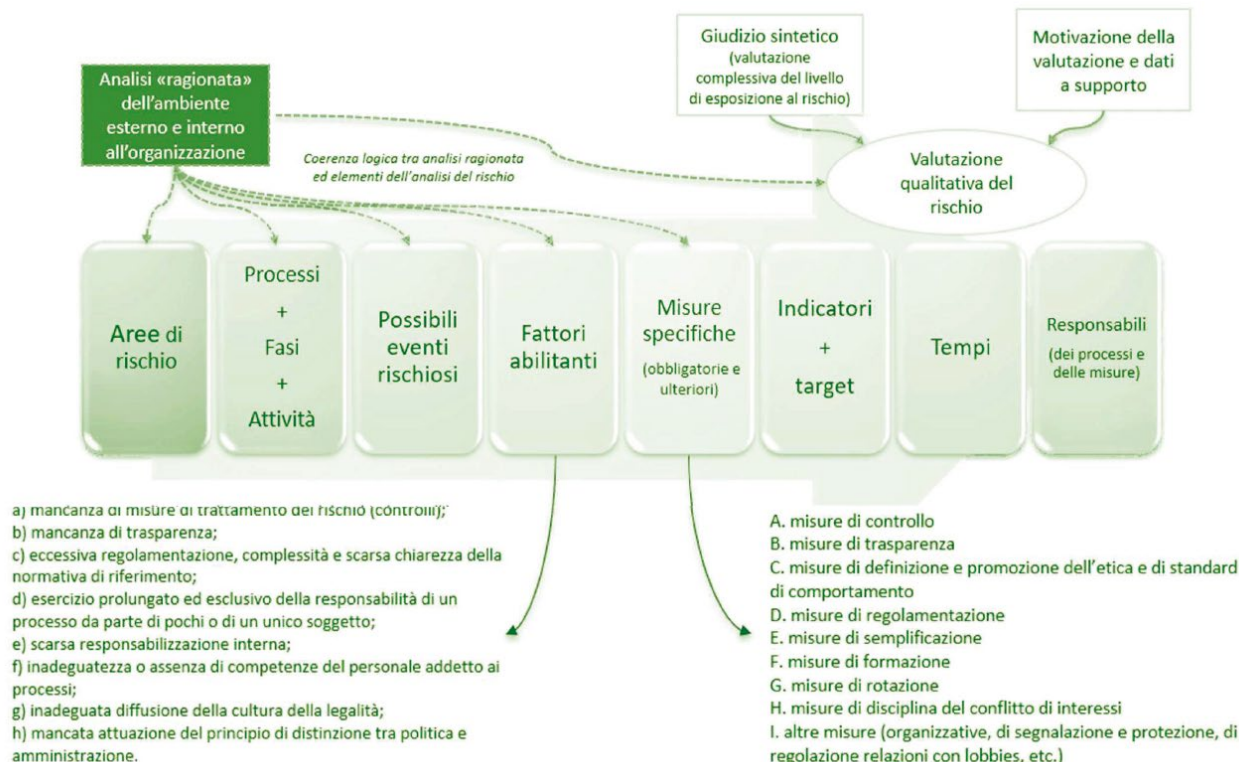 Analisi «ragionata»
dell'ambiente
esterno e interno
all'organizzazione
Giudizio sintetico
(valutazione
complessiva del livello
di esposizione al rischio)
Motivazione della
valutazione e dati
a supporto
Coerenza logica tra analisi ragionata
ed elementi dell'analisi del rischio
Valutazione
qualitativa del
rischio
Aree di
rischio
Processi
+
Fasi
+
Attività
Possibili
eventi
rischiosi
Fattori
abilitanti
Misure
specifiche
(obbligatorie e
ulteriori)
Indicatori
+
target
Tempi
Responsabili
(dei processi e
delle misure)
a) mancanza di misure di trattamento del rischio (controlli);
b) mancanza di trasparenza;
c) eccessiva regolamentazione, complessità e scarsa chiarezza della
normativa di riferimento;
d) esercizio prolungato ed esclusivo della responsabilità di un
processo da parte di pochi o di un unico soggetto;
e) scarsa responsabilizzazione interna;
f) inadeguatezza o assenza di competenze del personale addetto ai
processi;
g) inadeguata diffusione della cultura della legalità;
h) mancata attuazione del principio di distinzione tra politica e
amministrazione.
A. misure di controllo
B. misure di trasparenza
C. misure di definizione e promozione dell'etica e di standard
di comportamento
D. misure di regolamentazione
E. misure di semplificazione
F. misure di formazione
G. misure di rotazione
H. misure di disciplina del conflitto di interessi
I. altre misure (organizzative, di segnalazione e protezione, di
regolazione relazioni con lobbies, etc.)